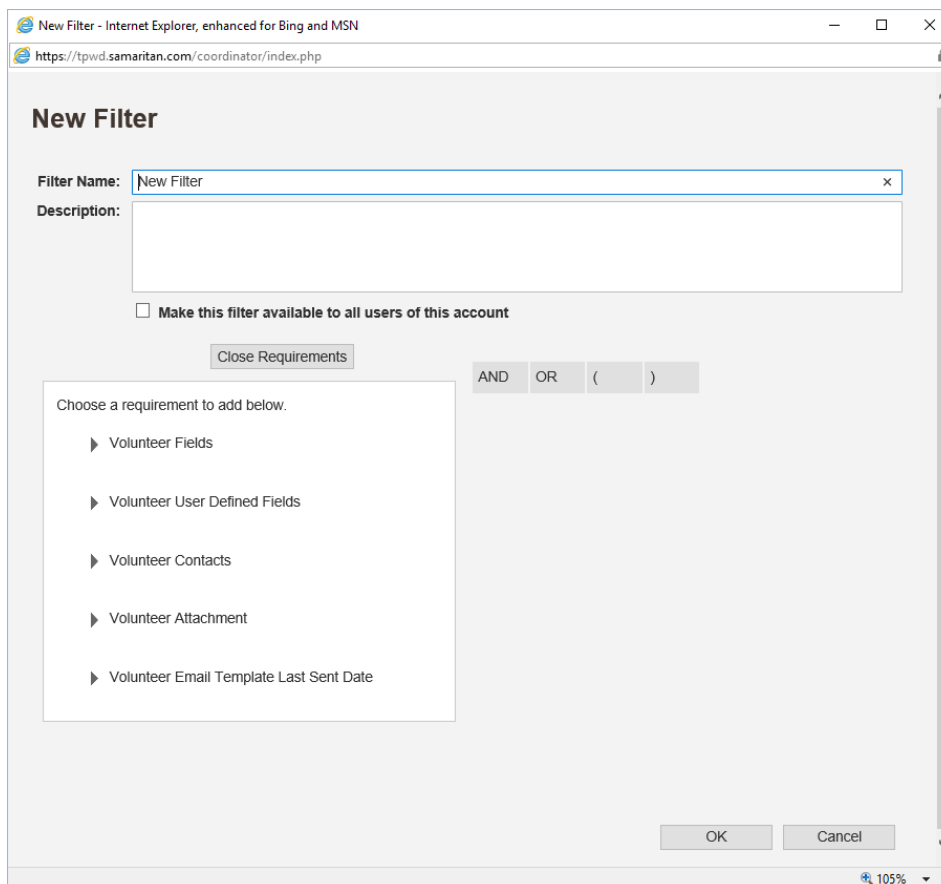 New Filter - Internet Explorer, enhanced for Bing and MSN
https://tpwd.samaritan.com/coordinator/index.php
New Filter
Filter Name: New Filter
Description:
Make this filter available to all users of this account
Close Requirements
AND OR ( )
Choose a requirement to add below.
Volunteer Fields
Volunteer User Defined Fields
Volunteer Contacts
Volunteer Attachment
Volunteer Email Template Last Sent Date
OK Cancel
105%